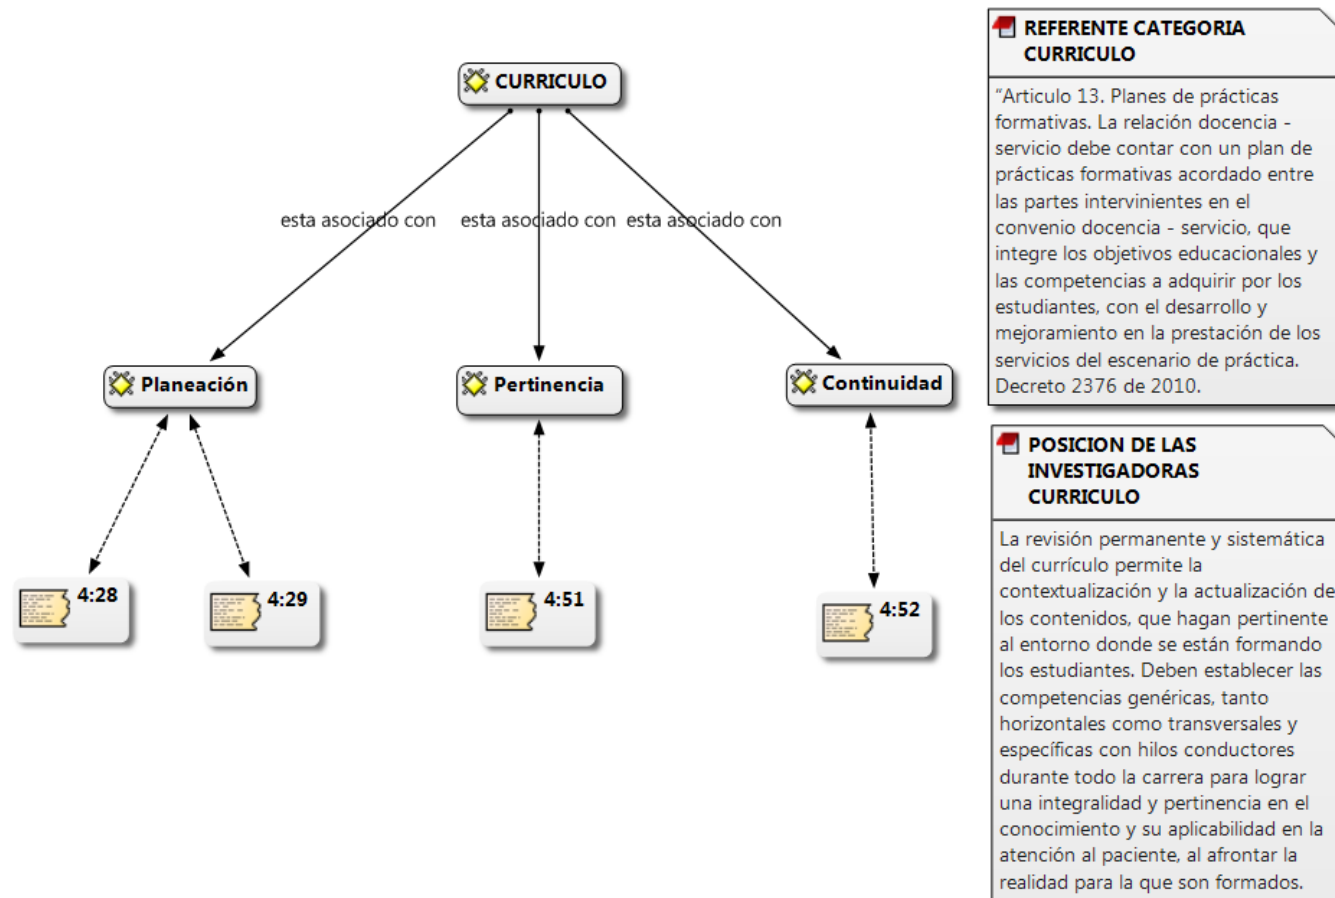 CURRICULO
esta asociado con
esta asociado con
esta asociado con
Planeación
Pertinencia
Continuidad
4:28
4:29
4:51
4:52
REFERENTE CATEGORIA
CURRICULO
“Articulo 13. Planes de prácticas
formativas. La relación docencia -
servicio debe contar con un plan de
prácticas formativas acordado entre
las partes intervinientes en el
convenio docencia - servicio, que
integre los objetivos educacionales y
las competencias a adquirir por los
estudiantes, con el desarrollo y
mejoramiento en la prestación de los
servicios del escenario de práctica.
Decreto 2376 de 2010.
POSICION DE LAS
INVESTIGADORAS
CURRICULO
La revisión permanente y sistemática
del currículo permite la
contextualización y la actualización de
los contenidos, que hagan pertinente
al entorno donde se están formando
los estudiantes. Deben establecer las
competencias genéricas, tanto
horizontales como transversales y
específicas con hilos conductores
durante todo la carrera para lograr
una integralidad y pertinencia en el
conocimiento y su aplicabilidad en la
atención al paciente, al afrontar la
realidad para la que son formados.